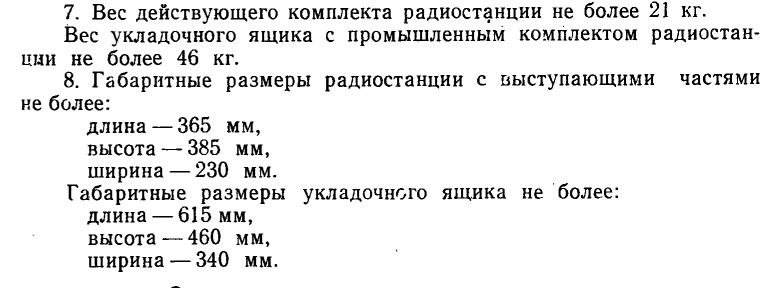 7. Вес действующего комплекта радиостанции не более 21 кг.
Вес укладочного ящика с промышленным комплектом радиостан-
ции не более 46 кг.
8. Габаритные размеры радиостанции с выступающими частями
не более:
длина — 365 мм,
высота — 385 мм,
ширина — 230 мм.
Габаритные размеры укладочного ящика не более:
длина — 615 мм,
высота — 460 мм,
ширина — 340 мм.